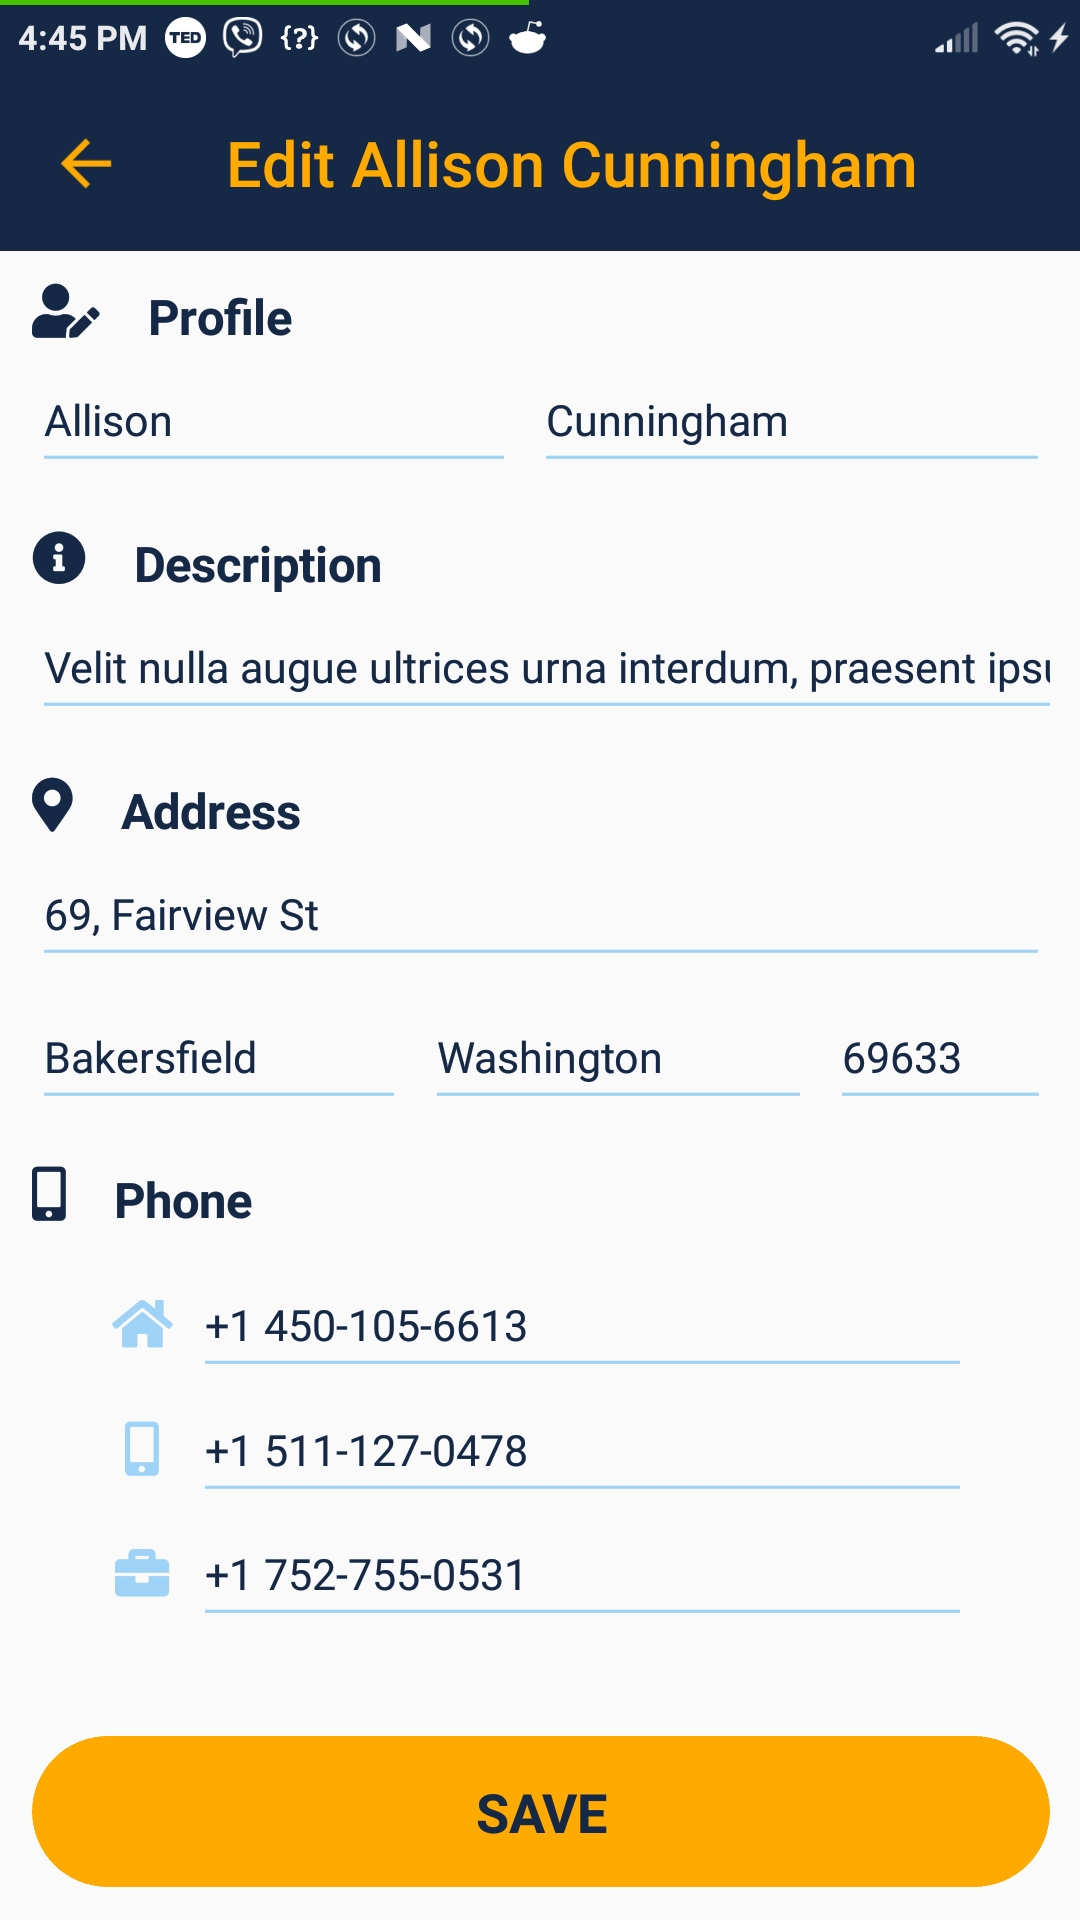 4:45 PM TED {?}
Edit Allison Cunningham
Profile
Allison Cunningham
Description
Velit nulla augue ultrices urna interdum, praesent
Address
69, Fairview St
Bakersfield Washington 69633
Phone
+1 450-105-6613
+1 511-127-0478
+1 752-755-0531
SAVE